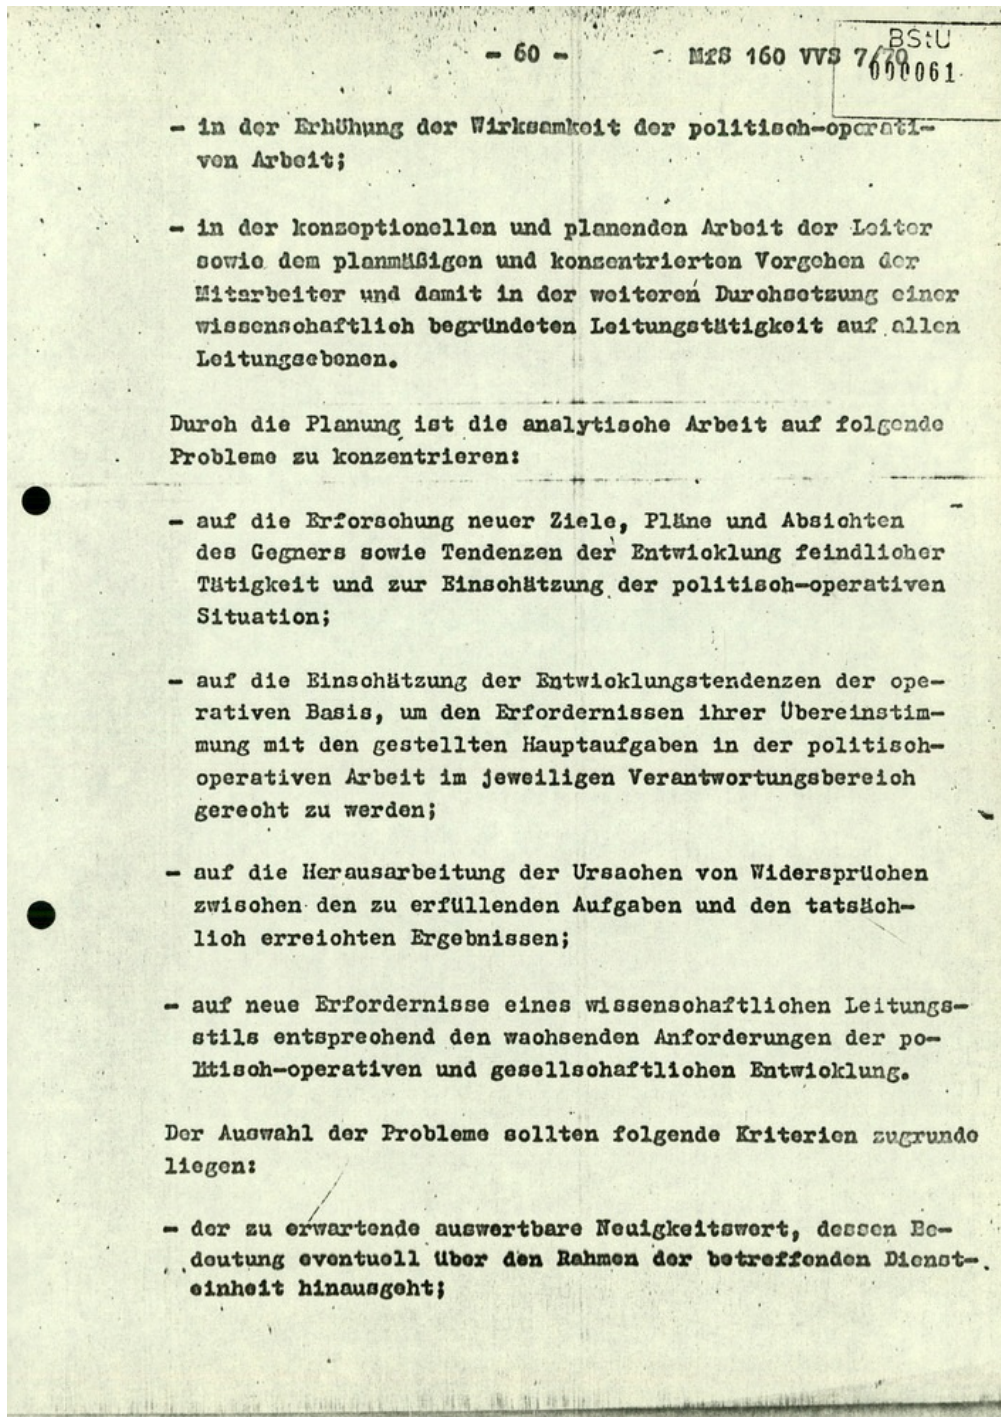 - 60 - MfS 160 VVS 7/70
BStU
000061
- in der Erhöhung der Wirksamkeit der politisch-operati-
ven Arbeit;
- in der konzeptionellen und planenden Arbeit der Leiter
sowie dem planmäßigen und konzentrierten Vorgehen der
Mitarbeiter und damit in der weiteren Durchsetzung einer
wissenschaftlich begründeten Leitungstätigkeit auf allen
Leitungsebenen.
Durch die Planung ist die analytische Arbeit auf folgende
Probleme zu konzentrieren:
- auf die Erforschung neuer Ziele, Pläne und Absichten
des Gegners sowie Tendenzen der Entwicklung feindlicher
Tätigkeit und zur Einschätzung der politisch-operativen
Situation;
- auf die Einschätzung der Entwicklungstendenzen der ope-
rativen Basis, um den Erfordernissen ihrer Übereinstim-
mung mit den gestellten Hauptaufgaben in der politisch-
operativen Arbeit im jeweiligen Verantwortungsbereich
gerecht zu werden;
- auf die Herausarbeitung der Ursachen von Widersprüchen
zwischen den zu erfüllenden Aufgaben und den tatsäch-
lich erreichten Ergebnissen;
- auf neue Erfordernisse eines wissenschaftlichen Leitungs-
stils entsprechend den wachsenden Anforderungen der po-
litisch-operativen und gesellschaftlichen Entwicklung.
Der Auswahl der Probleme sollten folgende Kriterien zugrunde
liegen:
- der zu erwartende auswertbare Neuigkeitswert, dessen Be-
deutung eventuell über den Rahmen der betreffenden Dienst-
einheit hinausgeht;